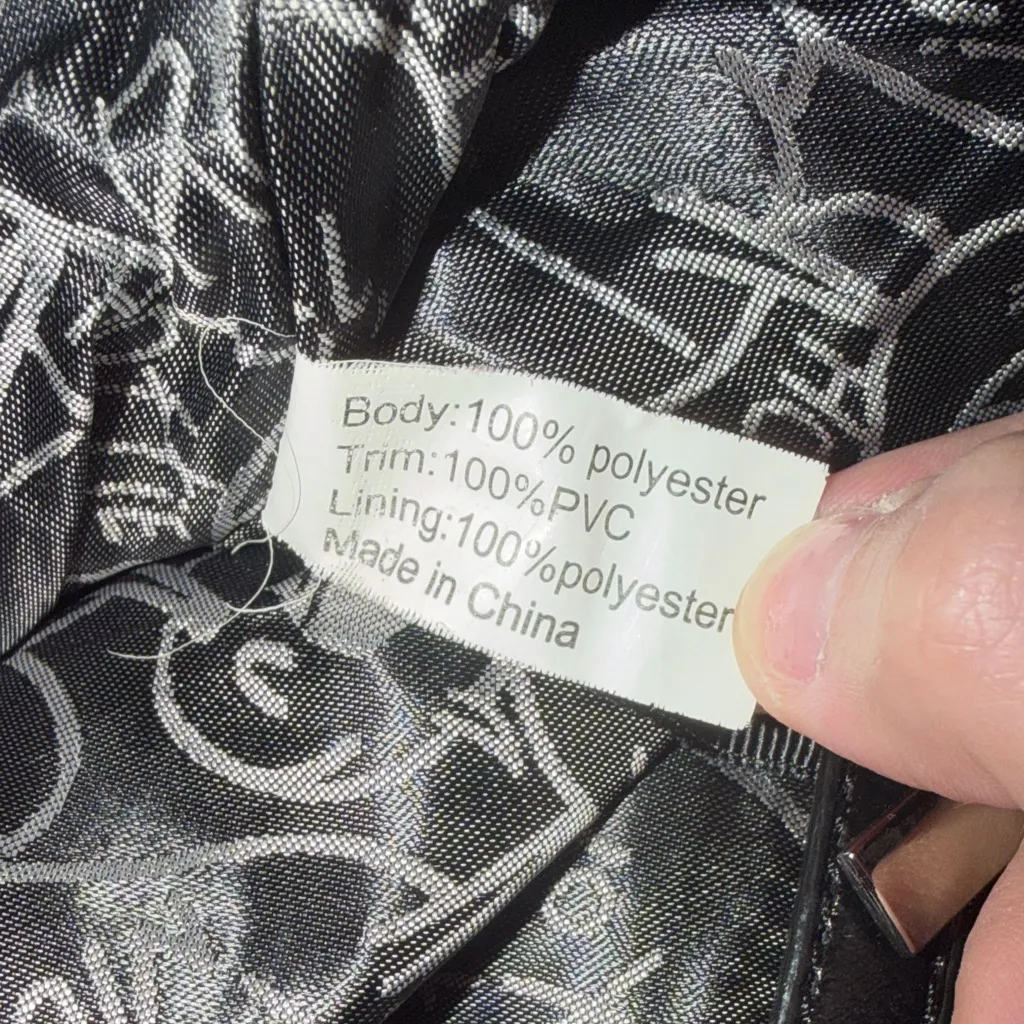 Body:100% polyester
Trim:100%PVC
Lining:100%polyester
Made in China